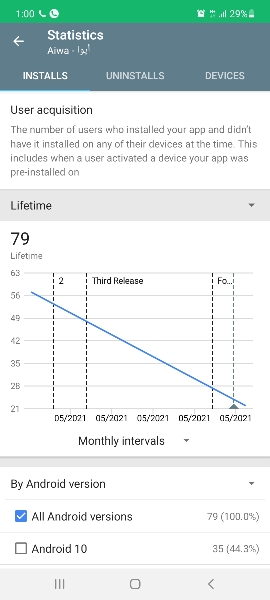 1:00
29%
Statistics
Aiwa - أيوا
INSTALLS UNINSTALLS DEVICES
User acquisition
The number of users who installed your app and didn't
have it installed on any of their devices at the time. This
includes when a user activated a device your app was
pre-installed on
Lifetime
79
Lifetime
63
2 Third Release Fo...
56
49
42
35
28
21
05/2021 05/2021 05/2021 05/2021 05/2021
Monthly intervals
By Android version
All Android versions 79 (100.0%)
Android 10 35 (44.3%)